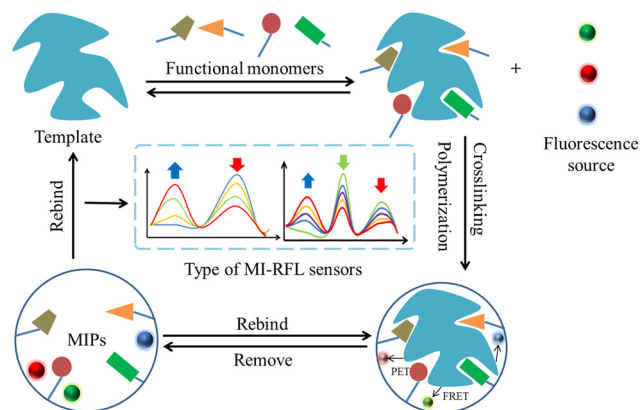 Functional monomers
+
Template
Fluorescence
source
Crosslinking
Polymerization
Rebind
Type of MI-RFL sensors
MIPs
Rebind
Remove
PET
FRET